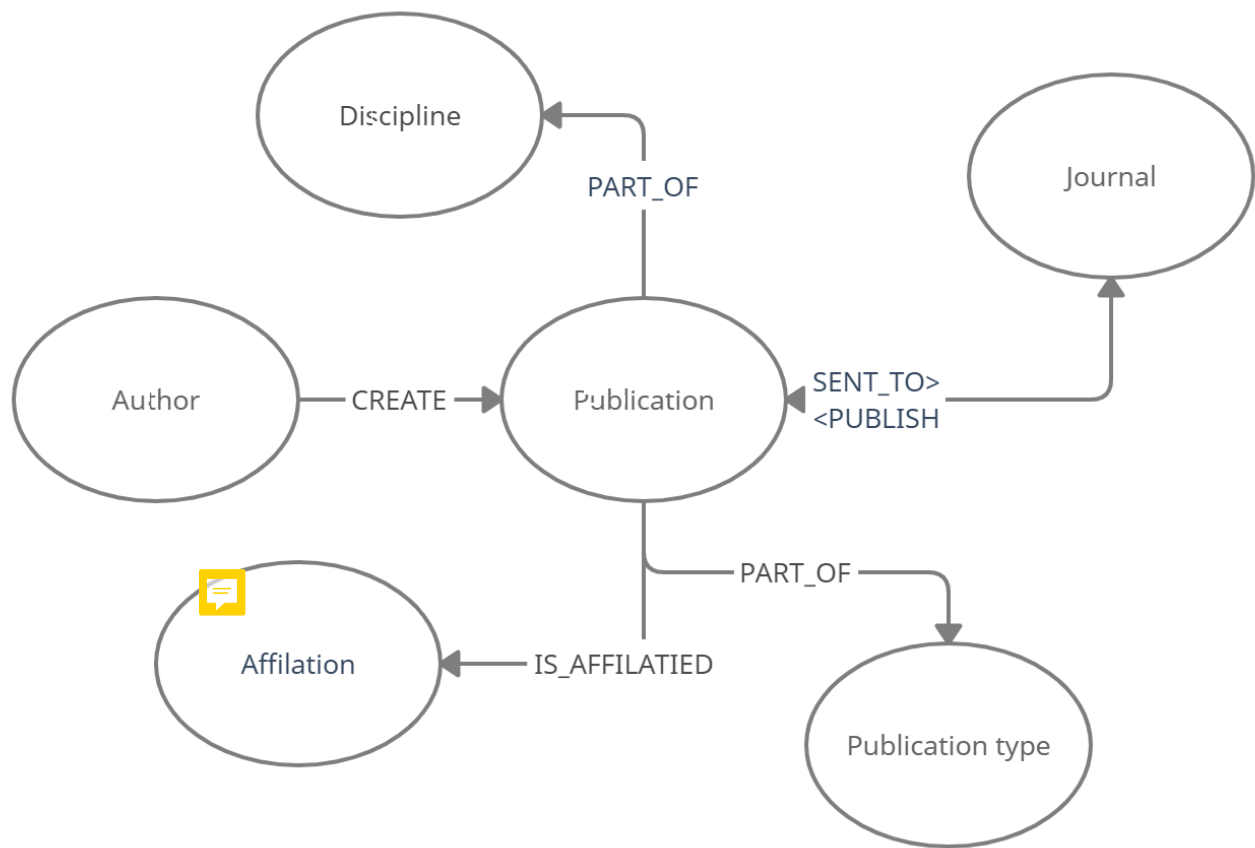 Discipline
PART_OF
Journal
Author
CREATE
Publication
SENT_TO>
<PUBLISH
PART_OF
Affilation
IS_AFFILATIED
Publication type